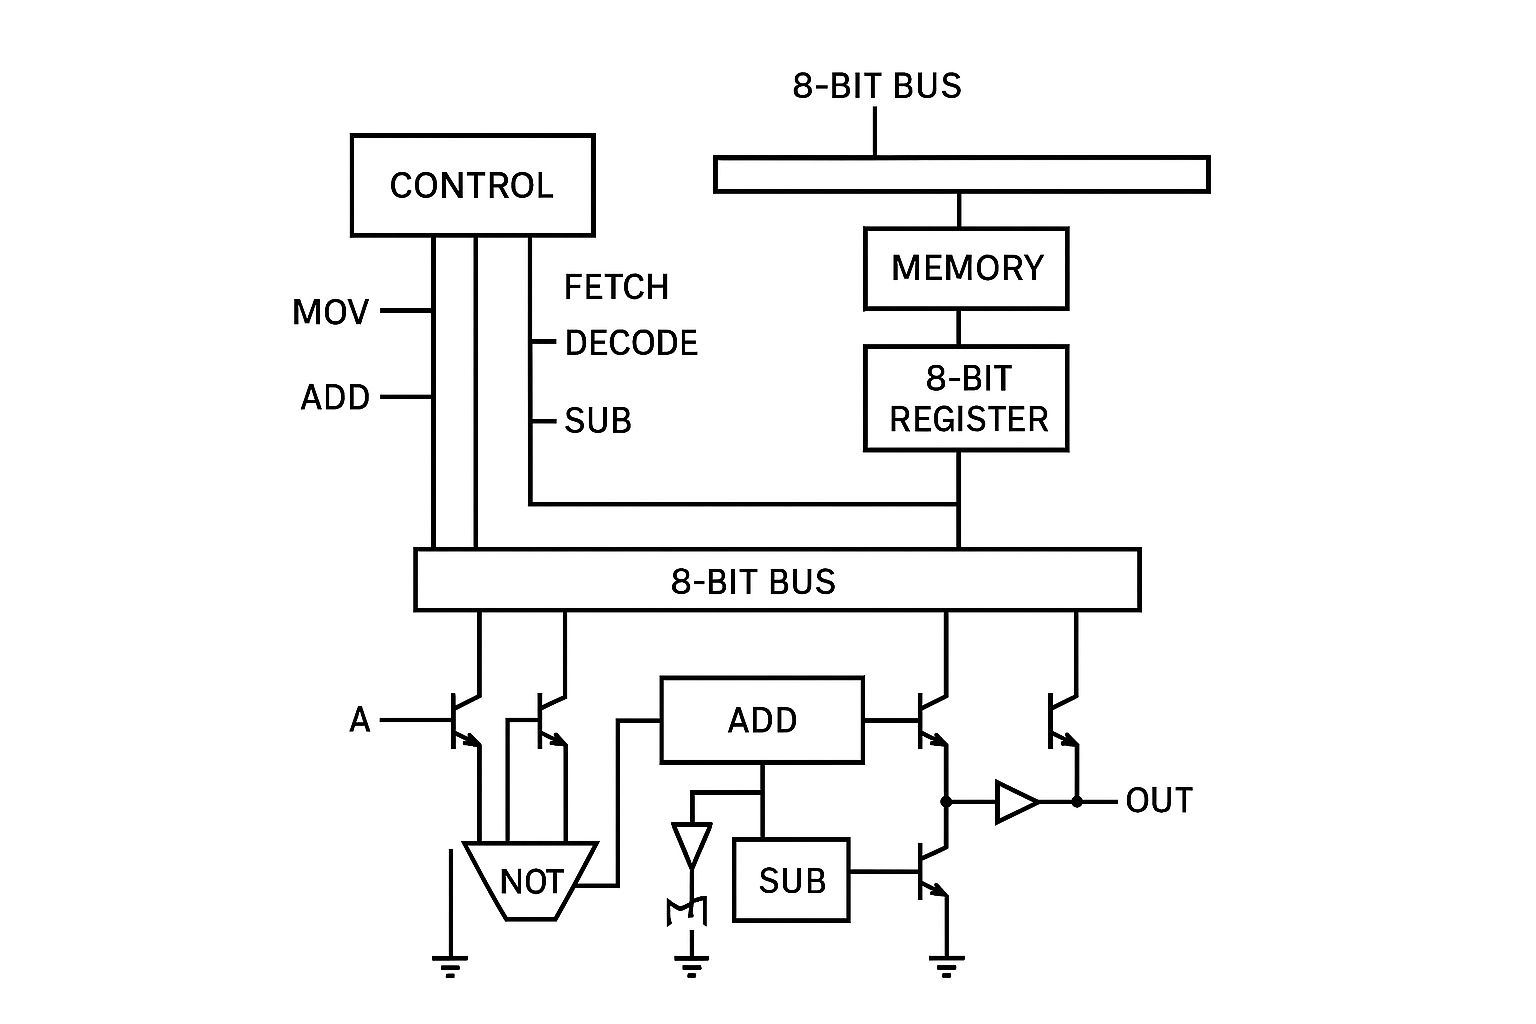 8-BIT BUS
CONTROL
MEMORY
FETCH
MOV
DECODE
8-BIT
REGISTER
ADD
SUB
8-BIT BUS
A
ADD
OUT
NOT
SUB